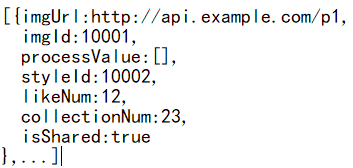 [{imgUrl:http://api.example.com/p1,
imgId:10001,
processValue:[],
styleId:10002,
likeNum:12,
collectionNum:23,
isShared:true
},...]